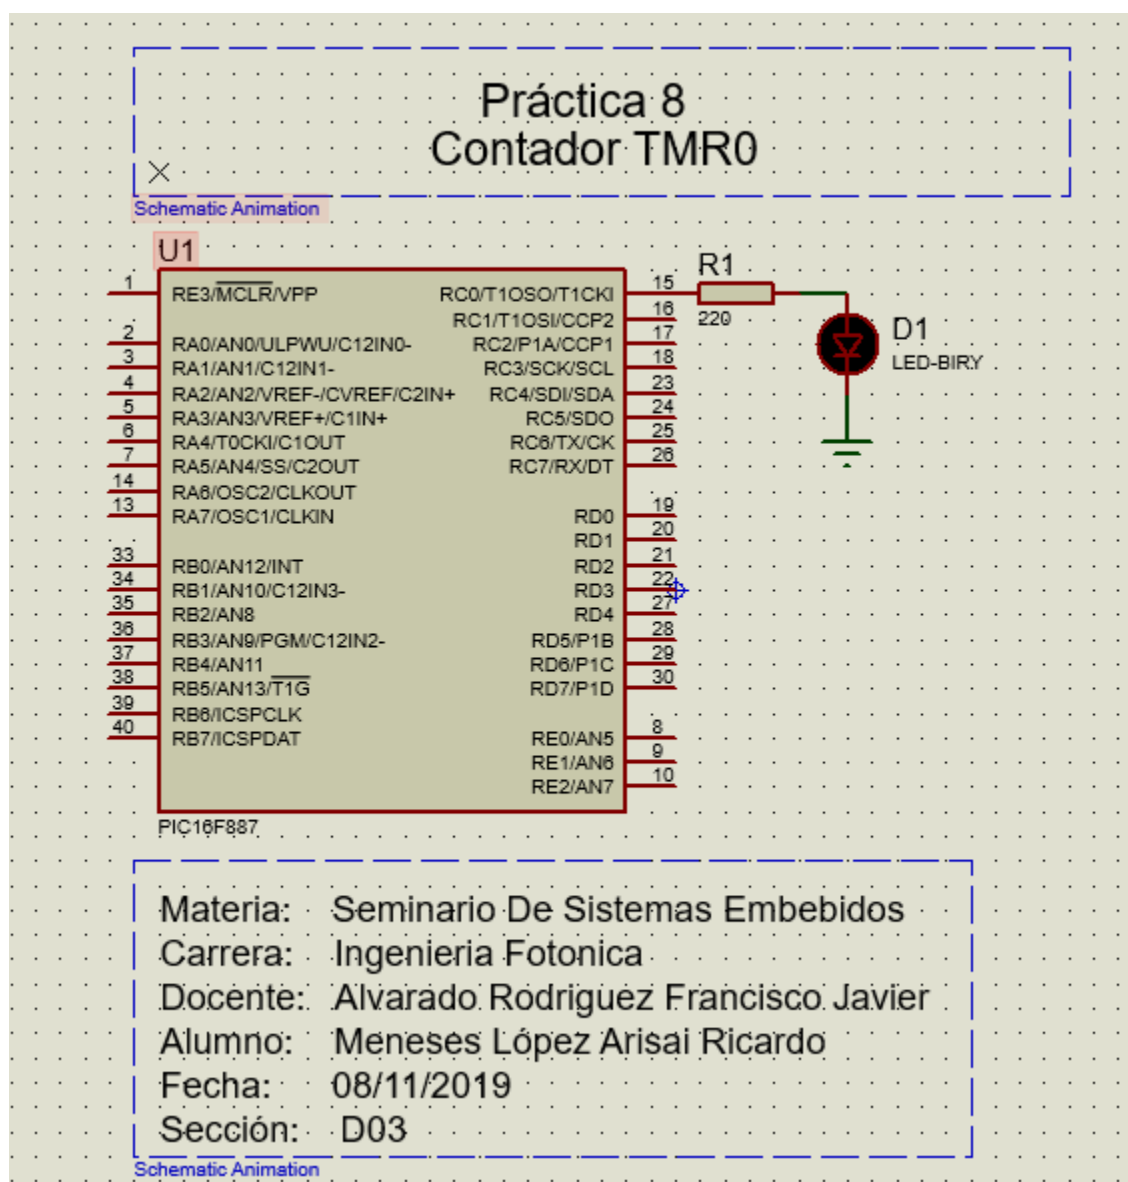 Práctica 8
Contador TMR0
Schematic Animation
U1
1 RE3/MCLR/VPP
2 RA0/AN0/ULPWU/C12IN0-
3 RA1/AN1/C12IN1-
4 RA2/AN2/VREF-/CVREF/C2IN+
5 RA3/AN3/VREF+/C1IN+
6 RA4/T0CKI/C1OUT
7 RA5/AN4/SS/C2OUT
14 RA6/OSC2/CLKOUT
13 RA7/OSC1/CLKIN
33 RB0/AN12/INT
34 RB1/AN10/C12IN3-
35 RB2/AN8
36 RB3/AN9/PGM/C12IN2-
37 RB4/AN11
38 RB5/AN13/T1G
39 RB6/ICSPCLK
40 RB7/ICSPDAT
RC0/T1OSO/T1CKI 15
RC1/T1OSI/CCP2 16
RC2/P1A/CCP1 17
RC3/SCK/SCL 18
RC4/SDI/SDA 23
RC5/SDO 24
RC6/TX/CK 25
RC7/RX/DT 26
RD0 19
RD1 20
RD2 21
RD3 22
RD4 27
RD5/P1B 28
RD6/P1C 29
RD7/P1D 30
RE0/AN5 8
RE1/AN6 9
RE2/AN7 10
PIC16F887
R1
220
D1
LED-BIRY
Materia: Seminario De Sistemas Embebidos
Carrera: Ingenieria Fotonica
Docente: Alvarado Rodriguez Francisco Javier
Alumno: Meneses López Arisai Ricardo
Fecha: 08/11/2019
Sección: D03
Schematic Animation